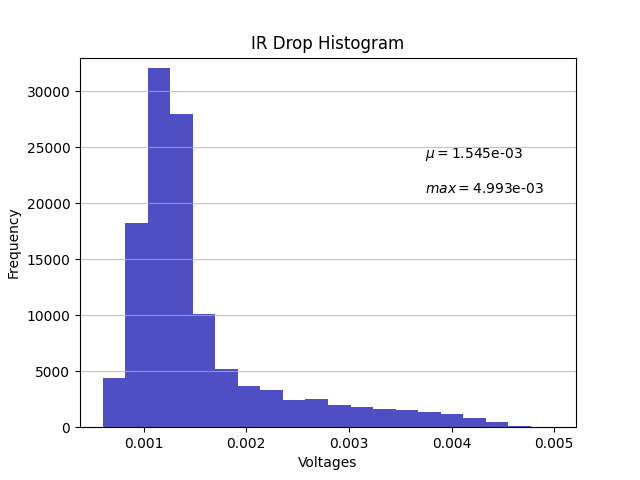 IR Drop Histogram
30000
25000
20000
15000
10000
5000
0
Frequency
μ = 1.545e-03
max = 4.993e-03
0.001 0.002 0.003 0.004 0.005
Voltages